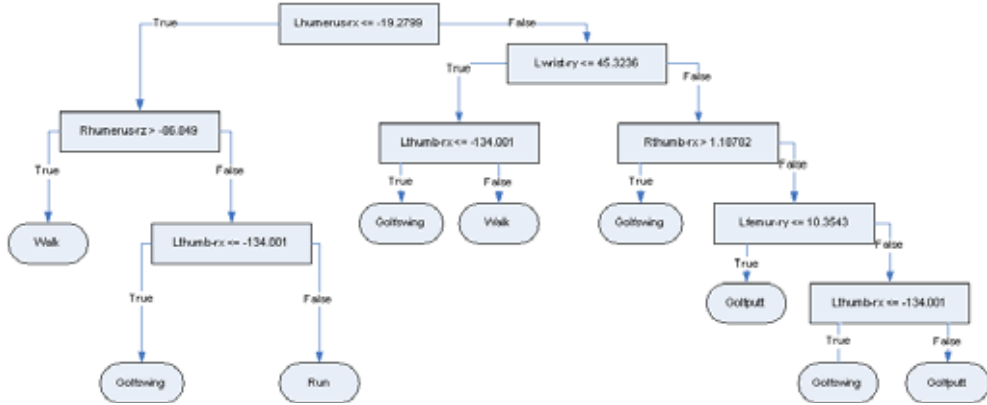 Lhumerus-rx <= -19.2799
True
False
Lwrist-ry <= 45.3236
True
False
Rhumerus-rz > -86.849
Lthumb-rx <= -134.001
Rthumb-rx > 1.18702
True
False
True
False
True
False
Walk
Golfswing
Walk
Golfswing
Lthumb-rx <= -134.001
Lfemur-ry <= 10.3543
True
False
True
False
Golfputt
Lthumb-rx <= -134.001
True
False
Golfswing
Run
Golfswing
Golfputt